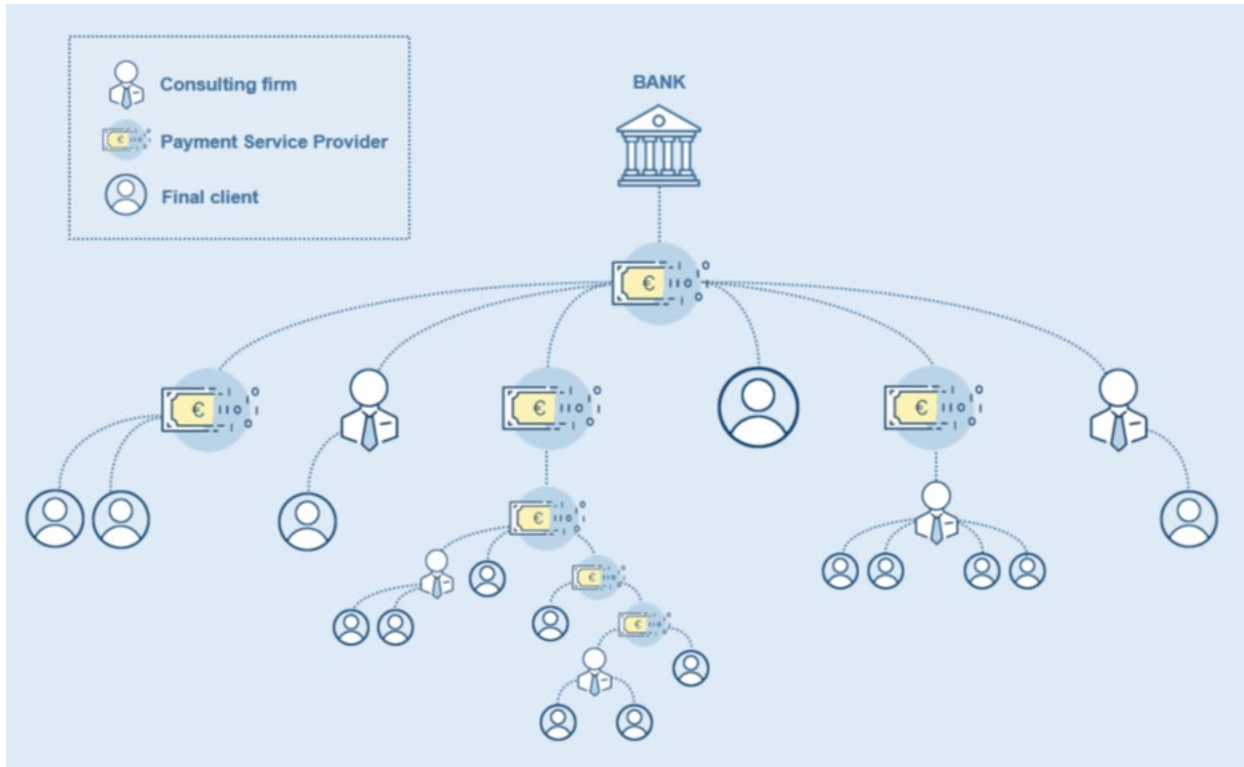 Consulting firm
Payment Service Provider
Final client
BANK
€
€
€
€
€
€
€